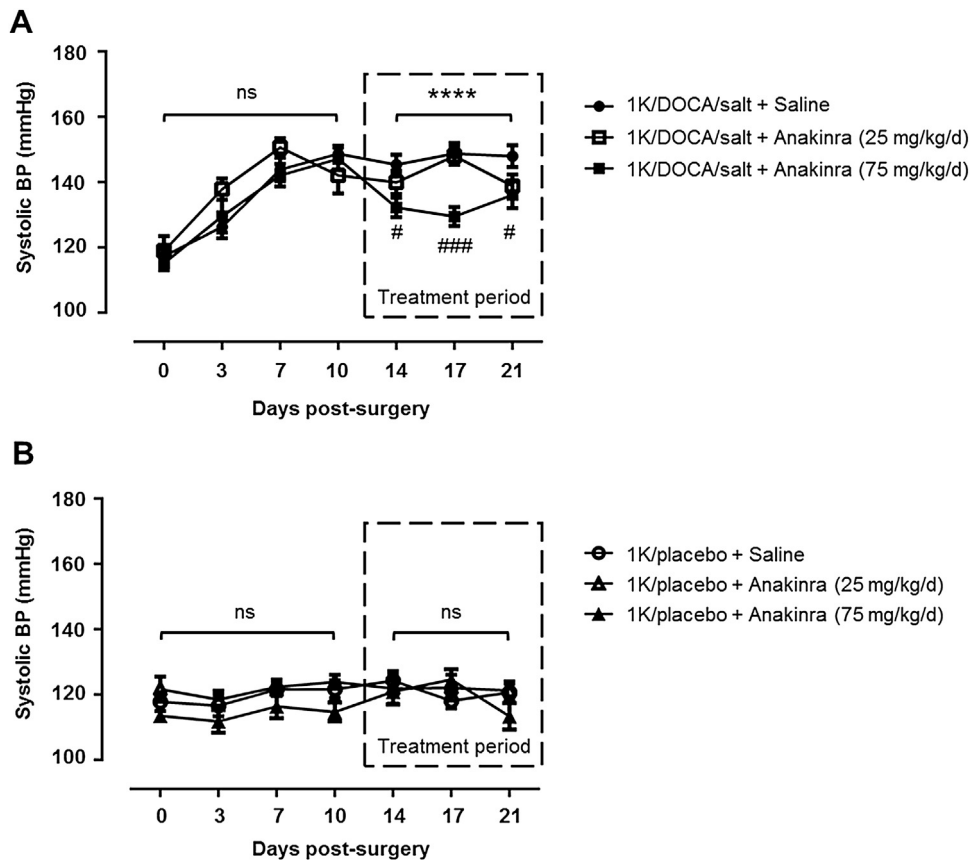 A
180
160
140
120
100
Systolic BP (mmHg)
ns
****
# ### #
Treatment period
0 3 7 10 14 17 21
Days post-surgery
1K/DOCA/salt + Saline
1K/DOCA/salt + Anakinra (25 mg/kg/d)
1K/DOCA/salt + Anakinra (75 mg/kg/d)
B
180
160
140
120
100
Systolic BP (mmHg)
ns
ns
Treatment period
0 3 7 10 14 17 21
Days post-surgery
1K/placebo + Saline
1K/placebo + Anakinra (25 mg/kg/d)
1K/placebo + Anakinra (75 mg/kg/d)